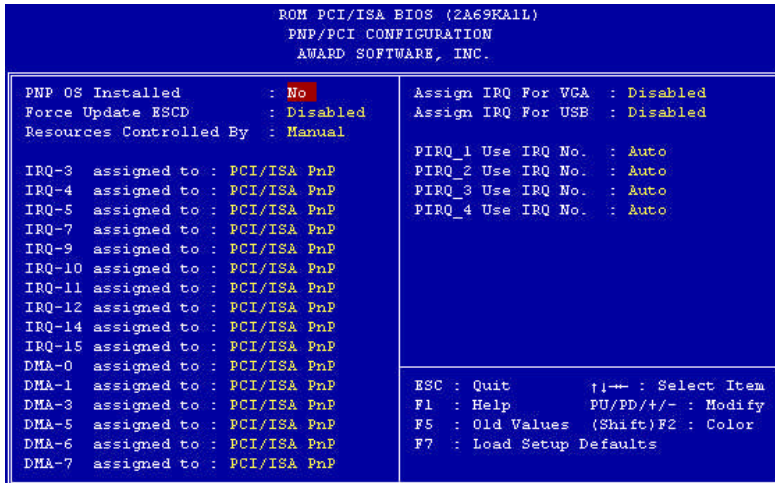 ROM PCI/ISA BIOS (2A69KA1L)
PNP/PCI CONFIGURATION
AWARD SOFTWARE, INC.
PNP OS Installed : No
Force Update ESCD : Disabled
Resources Controlled By : Manual
IRQ-3 assigned to : PCI/ISA PnP
IRQ-4 assigned to : PCI/ISA PnP
IRQ-5 assigned to : PCI/ISA PnP
IRQ-7 assigned to : PCI/ISA PnP
IRQ-9 assigned to : PCI/ISA PnP
IRQ-10 assigned to : PCI/ISA PnP
IRQ-11 assigned to : PCI/ISA PnP
IRQ-12 assigned to : PCI/ISA PnP
IRQ-14 assigned to : PCI/ISA PnP
IRQ-15 assigned to : PCI/ISA PnP
DMA-0 assigned to : PCI/ISA PnP
DMA-1 assigned to : PCI/ISA PnP
DMA-3 assigned to : PCI/ISA PnP
DMA-5 assigned to : PCI/ISA PnP
DMA-6 assigned to : PCI/ISA PnP
DMA-7 assigned to : PCI/ISA PnP
Assign IRQ For VGA : Disabled
Assign IRQ For USB : Disabled
PIRQ_1 Use IRQ No. : Auto
PIRQ_2 Use IRQ No. : Auto
PIRQ_3 Use IRQ No. : Auto
PIRQ_4 Use IRQ No. : Auto
ESC : Quit ↑↓→← : Select Item
F1 : Help PU/PD/+/- : Modify
F5 : Old Values (Shift)F2 : Color
F7 : Load Setup Defaults